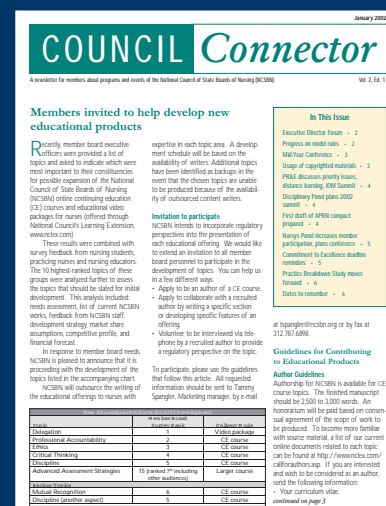 January 2002
COUNCIL Connector
A newsletter for members about programs and events of the National Council of State Boards of Nursing (NCSBN)
Vol. 2, Ed. 1
Members invited to help develop new
educational products
Recently, member board executive
officers were provided a list of
topics and asked to indicate which were
most important to their constituents
for possible expansion of the National
Council of State Boards of Nursing
(NCSBN) online continuing education
(CE) courses and educational video
packages for nurses (offered through
National Council's Learning Extension,
www.nclex.com).
These results were combined with
survey feedback from nursing students,
practicing nurses and nursing educators.
The 10 highest-ranked topics of these
groups were analyzed further to assess
the topics that should be slated for initial
development. This analysis included:
needs assessment, list of current NCSBN
works, feedback from NCSBN staff,
development strategy, market share
assumptions, competitive profile, and
financial forecast.
In response to member board needs,
NCSBN is pleased to announce that it is
proceeding with the development of the
topics listed in the accompanying chart.
NCSBN will outsource the writing of
the educational offerings to nurses with
expertise in each topic area. A develop-
ment schedule will be based on the
availability of writers. Additional topics
have been identified as backups in the
event that the chosen topics are unable
to be produced because of the availabil-
ity of outsourced content writers.
Invitation to participate
NCSBN intends to incorporate regulatory
perspectives into the presentation of
each educational offering. We would like
to extend an invitation to all member
board personnel to participate in the
development of topics. You can help us
in a few different ways:
• Apply to be an author of a CE course.
• Apply to collaborate with a recruited
author by writing a specific section
or developing specific features of an
offering.
• Volunteer to be interviewed via tele-
phone by a recruited author to provide
a regulatory perspective on the topic.
To participate, please use the guidelines
that follow this article. All requested
information should be sent to Tammy
Spangler, Marketing manager, by e-mail
In This Issue
Executive Director Forum • 2
Progress on model rules • 2
Mid-Year Conference • 3
Usage of copyrighted materials • 3
PR&E discusses priority issues,
distance learning, IOM Summit • 4
Disciplinary Panel plans 2002
summit • 4
First draft of APRN compact
prepared • 4
Nursys Panel increases member
participation, plans conference • 5
Commitment to Excellence deadline
reminders • 5
Practice Breakdown Study moves
forward • 6
Dates to remember • 6
at tspangler@ncsbn.org or by fax at
312.787.6898.
Guidelines for Contributing
to Educational Products
Author Guidelines
Authorship for NCSBN is available for CE
course topics. The finished manuscript
should be 2,500 to 3,000 words. An
honorarium will be paid based on consen-
sual agreement of the scope of work to
be produced. To become more familiar
with source material, a list of our current
online documents related to each topic
can be found at http://www.nclex.com/
callforauthors.asp. If you are interested
and wish to be considered as an author,
send the following information:
• Your curriculum vitae.
continued on page 3
Topic
Delegation 1 Video package
Professional Accountability 2 CE course
Ethics 3 CE course
Critical Thinking 4 CE course
Discipline 5 CE course
Advanced Assessment Strategies 15 (ranked 7th including other audiences) Larger course
Backup Topics
Mutual Recognition 6 CE course
Discipline (another aspect) 5 CE course